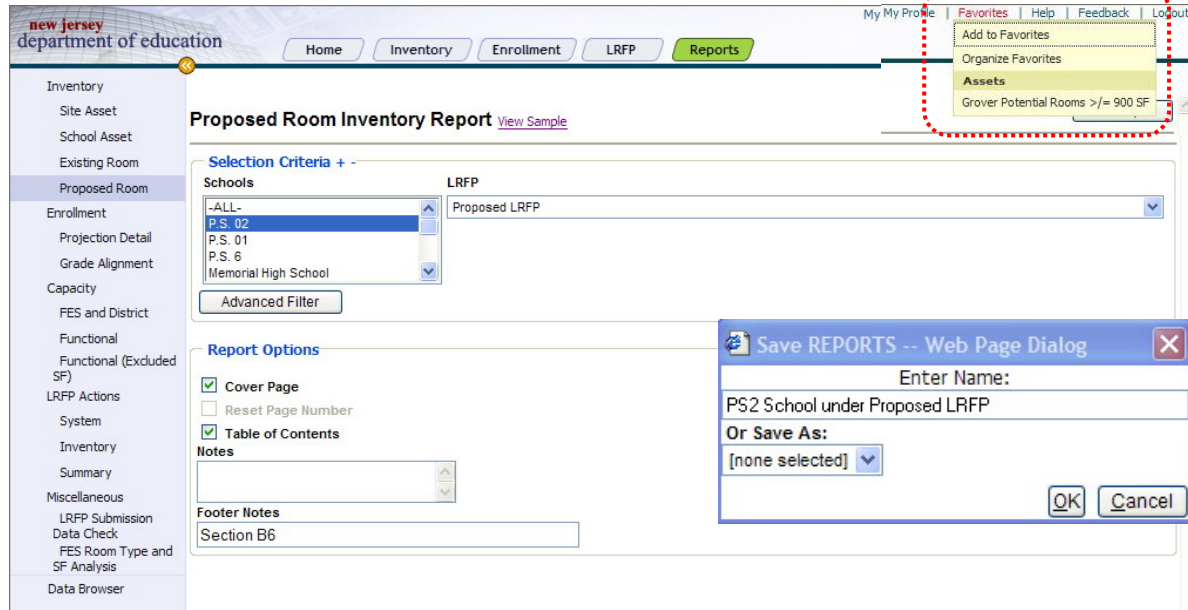 new jersey
department of education
My My Profile | Favorites | Help | Feedback | Logout
Home
Inventory
Enrollment
LRFP
Reports
Add to Favorites
Organize Favorites
Assets
Grover Potential Rooms >/= 900 SF
Inventory
Site Asset
School Asset
Existing Room
Proposed Room
Enrollment
Projection Detail
Grade Alignment
Capacity
FES and District
Functional
Functional (Excluded
SF)
LRFP Actions
System
Inventory
Summary
Miscellaneous
LRFP Submission
Data Check
FES Room Type and
SF Analysis
Data Browser
Proposed Room Inventory Report View Sample
Selection Criteria + -
Schools
LRFP
-ALL-
P.S. 02
P.S. 01
P.S. 6
Memorial High School
Proposed LRFP
Advanced Filter
Report Options
Cover Page
Reset Page Number
Table of Contents
Notes
Footer Notes
Section B6
Save REPORTS -- Web Page Dialog
Enter Name:
PS2 School under Proposed LRFP
Or Save As:
[none selected]
OK
Cancel